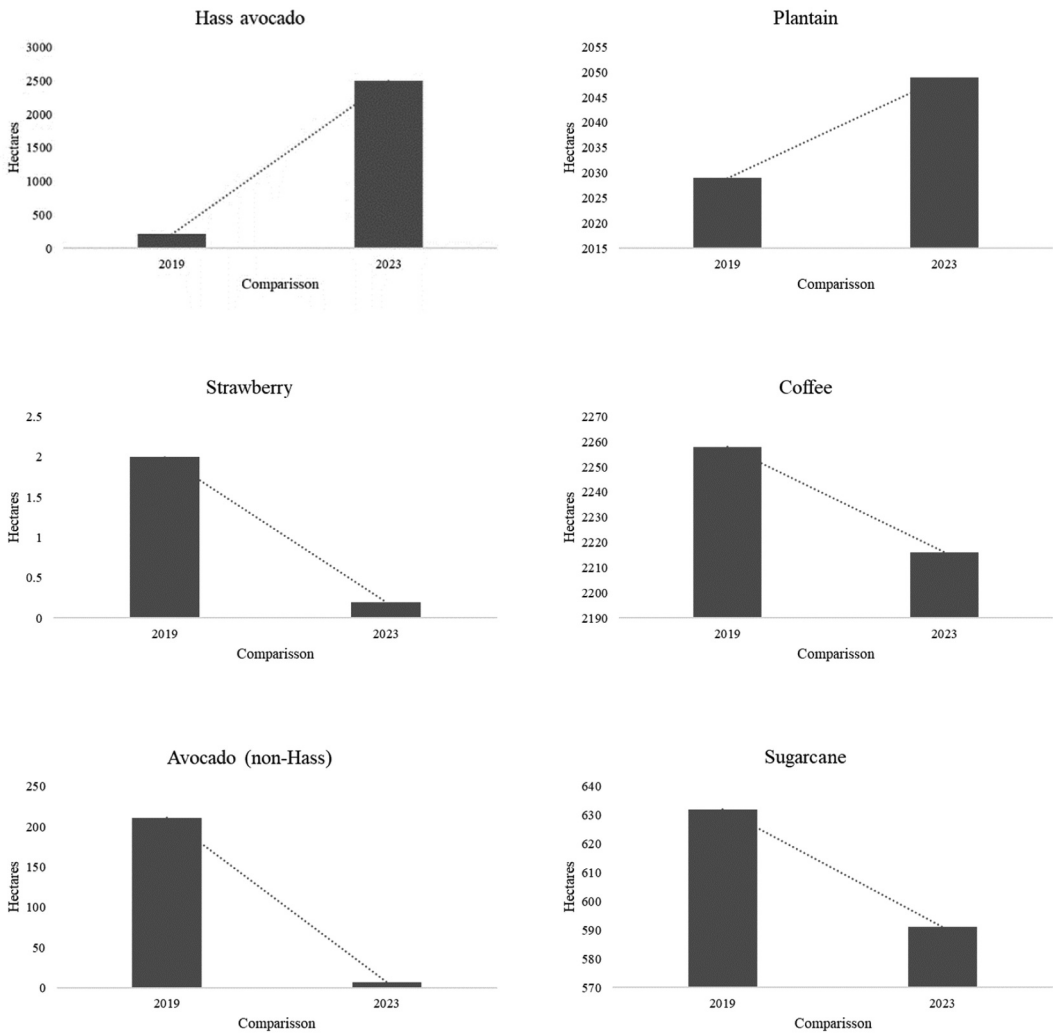 Hass avocado
3000
2500
2000
1500
1000
500
0
Hectares
2019 2023
Comparisson
Plantain
2055
2050
2045
2040
2035
2030
2025
2020
2015
Hectares
2019 2023
Comparisson
Strawberry
2.5
2
1.5
1
0.5
0
Hectares
2019 2023
Comparisson
Coffee
2270
2260
2250
2240
2230
2220
2210
2200
2190
Hectares
2019 2023
Comparisson
Avocado (non-Hass)
250
200
150
100
50
0
Hectares
2019 2023
Comparisson
Sugarcane
640
630
620
610
600
590
580
570
Hectares
2019 2023
Comparisson